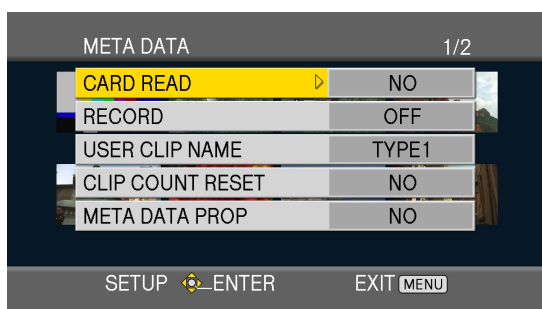 META DATA 1/2
CARD READ NO
RECORD OFF
USER CLIP NAME TYPE1
CLIP COUNT RESET NO
META DATA PROP NO
SETUP ENTER EXIT MENU